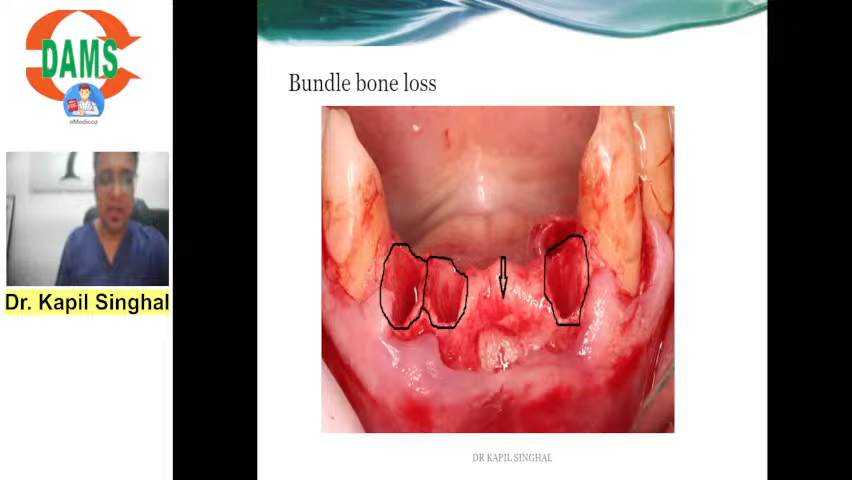 DAMS
eMedicoz
Dr. Kapil Singhal
Bundle bone loss
DR KAPIL SINGHAL